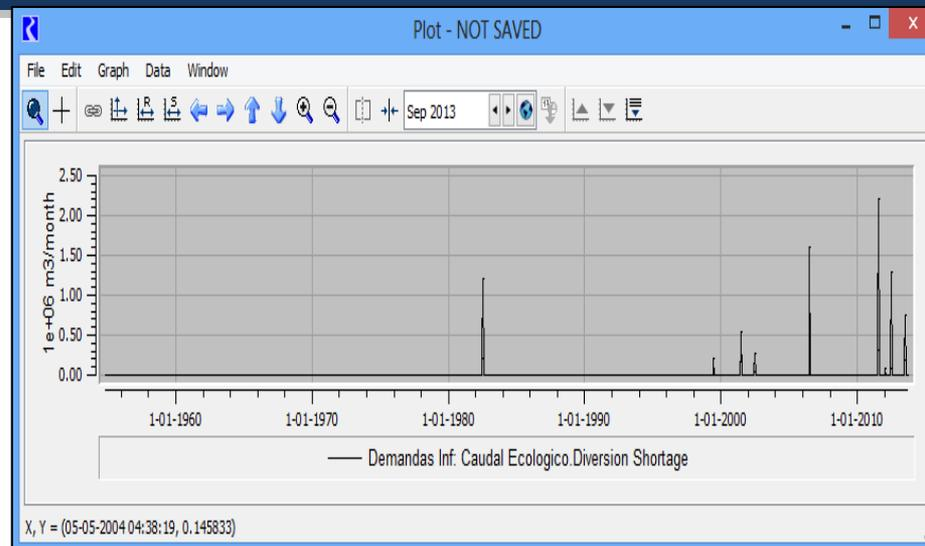 Plot - NOT SAVED
File Edit Graph Data Window
R S Sep 2013
1e+06 m3/month
2.50
2.00
1.50
1.00
0.50
0.00
1-01-1960 1-01-1970 1-01-1980 1-01-1990 1-01-2000 1-01-2010
Demandas Inf: Caudal Ecologico.Diversion Shortage
X, Y = (05-05-2004 04:38:19, 0.145833)